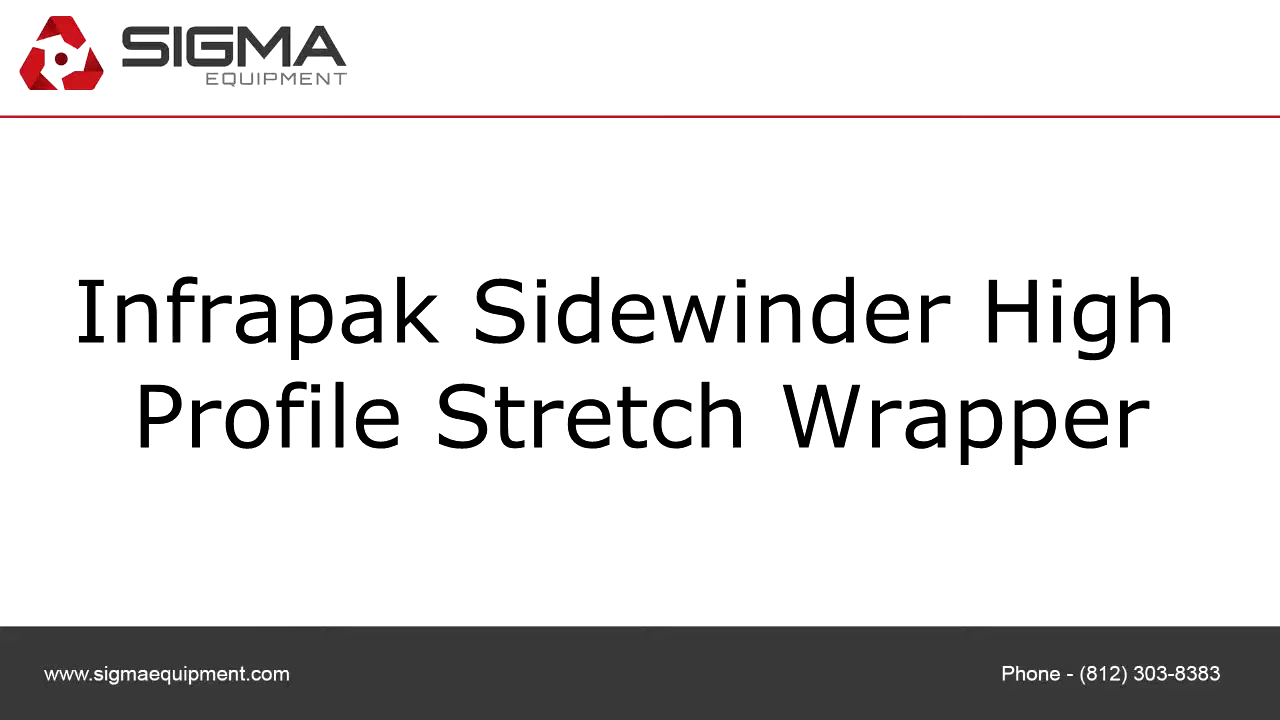 SIGMA
EQUIPMENT
Infrapak Sidewinder High
Profile Stretch Wrapper
www.sigmaequipment.com
Phone - (812) 303-8383